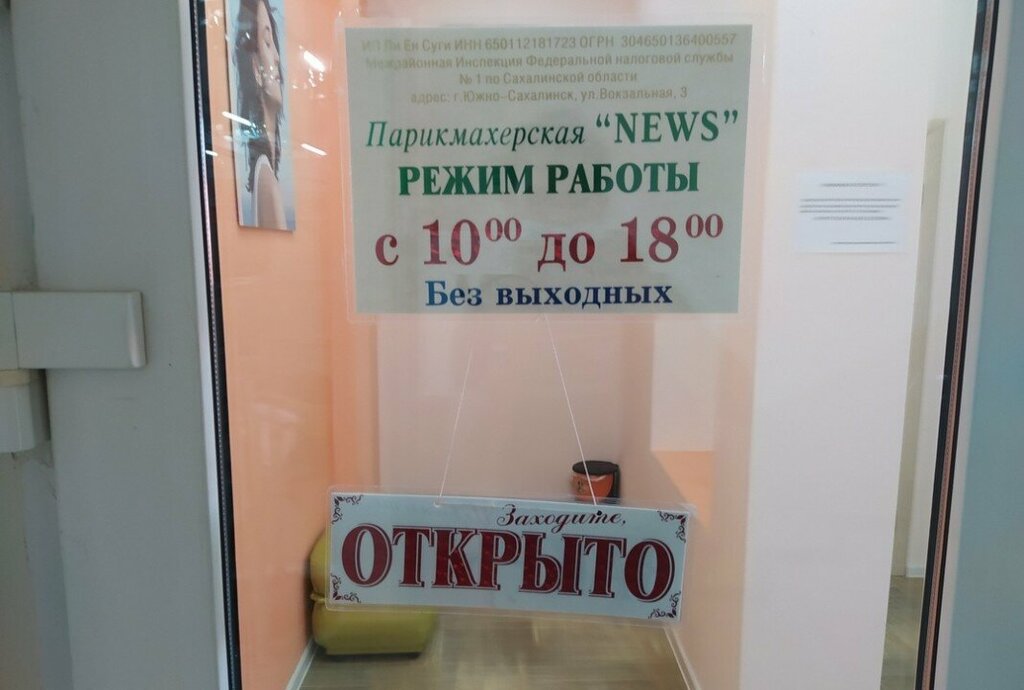 ИП Ли Ен Суги ИНН 650112181723 ОГРН 304650136400557
Межрайонная Инспекция Федеральной налоговой службы
№ 1 по Сахалинской области
адрес: г.Южно-Сахалинск, ул.Вокзальная, 3
Парикмахерская “NEWS”
РЕЖИМ РАБОТЫ
с 10⁰⁰ до 18⁰⁰
Без выходных
Заходите,
ОТКРЫТО